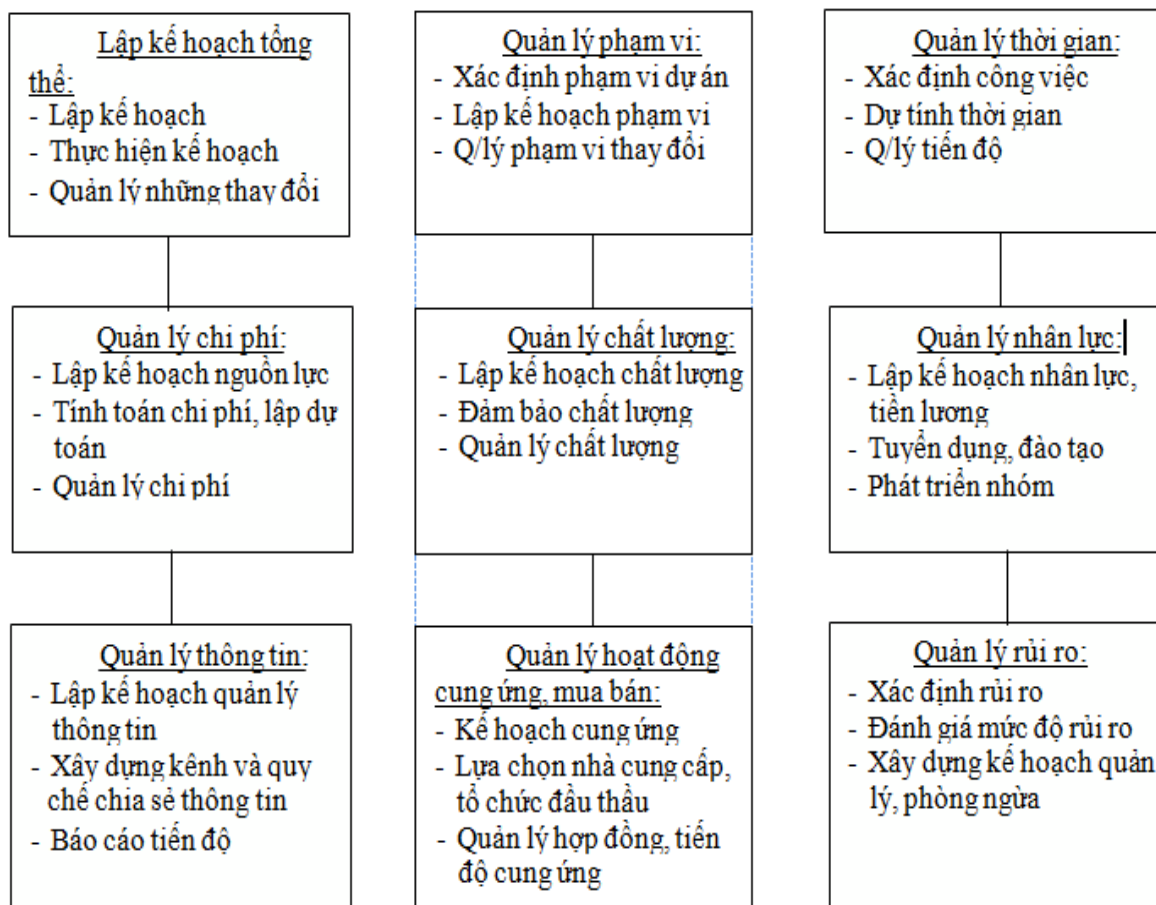 Lập kế hoạch tổng
thể:
- Lập kế hoạch
- Thực hiện kế hoạch
- Quản lý những thay đổi
Quản lý phạm vi:
- Xác định phạm vi dự án
- Lập kế hoạch phạm vi
- Q/lý phạm vi thay đổi
Quản lý thời gian:
- Xác định công việc
- Dự tính thời gian
- Q/lý tiến độ
Quản lý chi phí:
- Lập kế hoạch nguồn lực
- Tính toán chi phí, lập dự
toán
- Quản lý chi phí
Quản lý chất lượng:
- Lập kế hoạch chất lượng
- Đảm bảo chất lượng
- Quản lý chất lượng
Quản lý nhân lực:
- Lập kế hoạch nhân lực,
tiền lương
- Tuyển dụng, đào tạo
- Phát triển nhóm
Quản lý thông tin:
- Lập kế hoạch quản lý
thông tin
- Xây dựng kênh và quy
chế chia sẻ thông tin
- Báo cáo tiến độ
Quản lý hoạt động
cung ứng, mua bán:
- Kế hoạch cung ứng
- Lựa chọn nhà cung cấp,
tổ chức đầu thầu
- Quản lý hợp đồng, tiến
độ cung ứng
Quản lý rủi ro:
- Xác định rủi ro
- Đánh giá mức độ rủi ro
- Xây dựng kế hoạch quản
lý, phòng ngừa